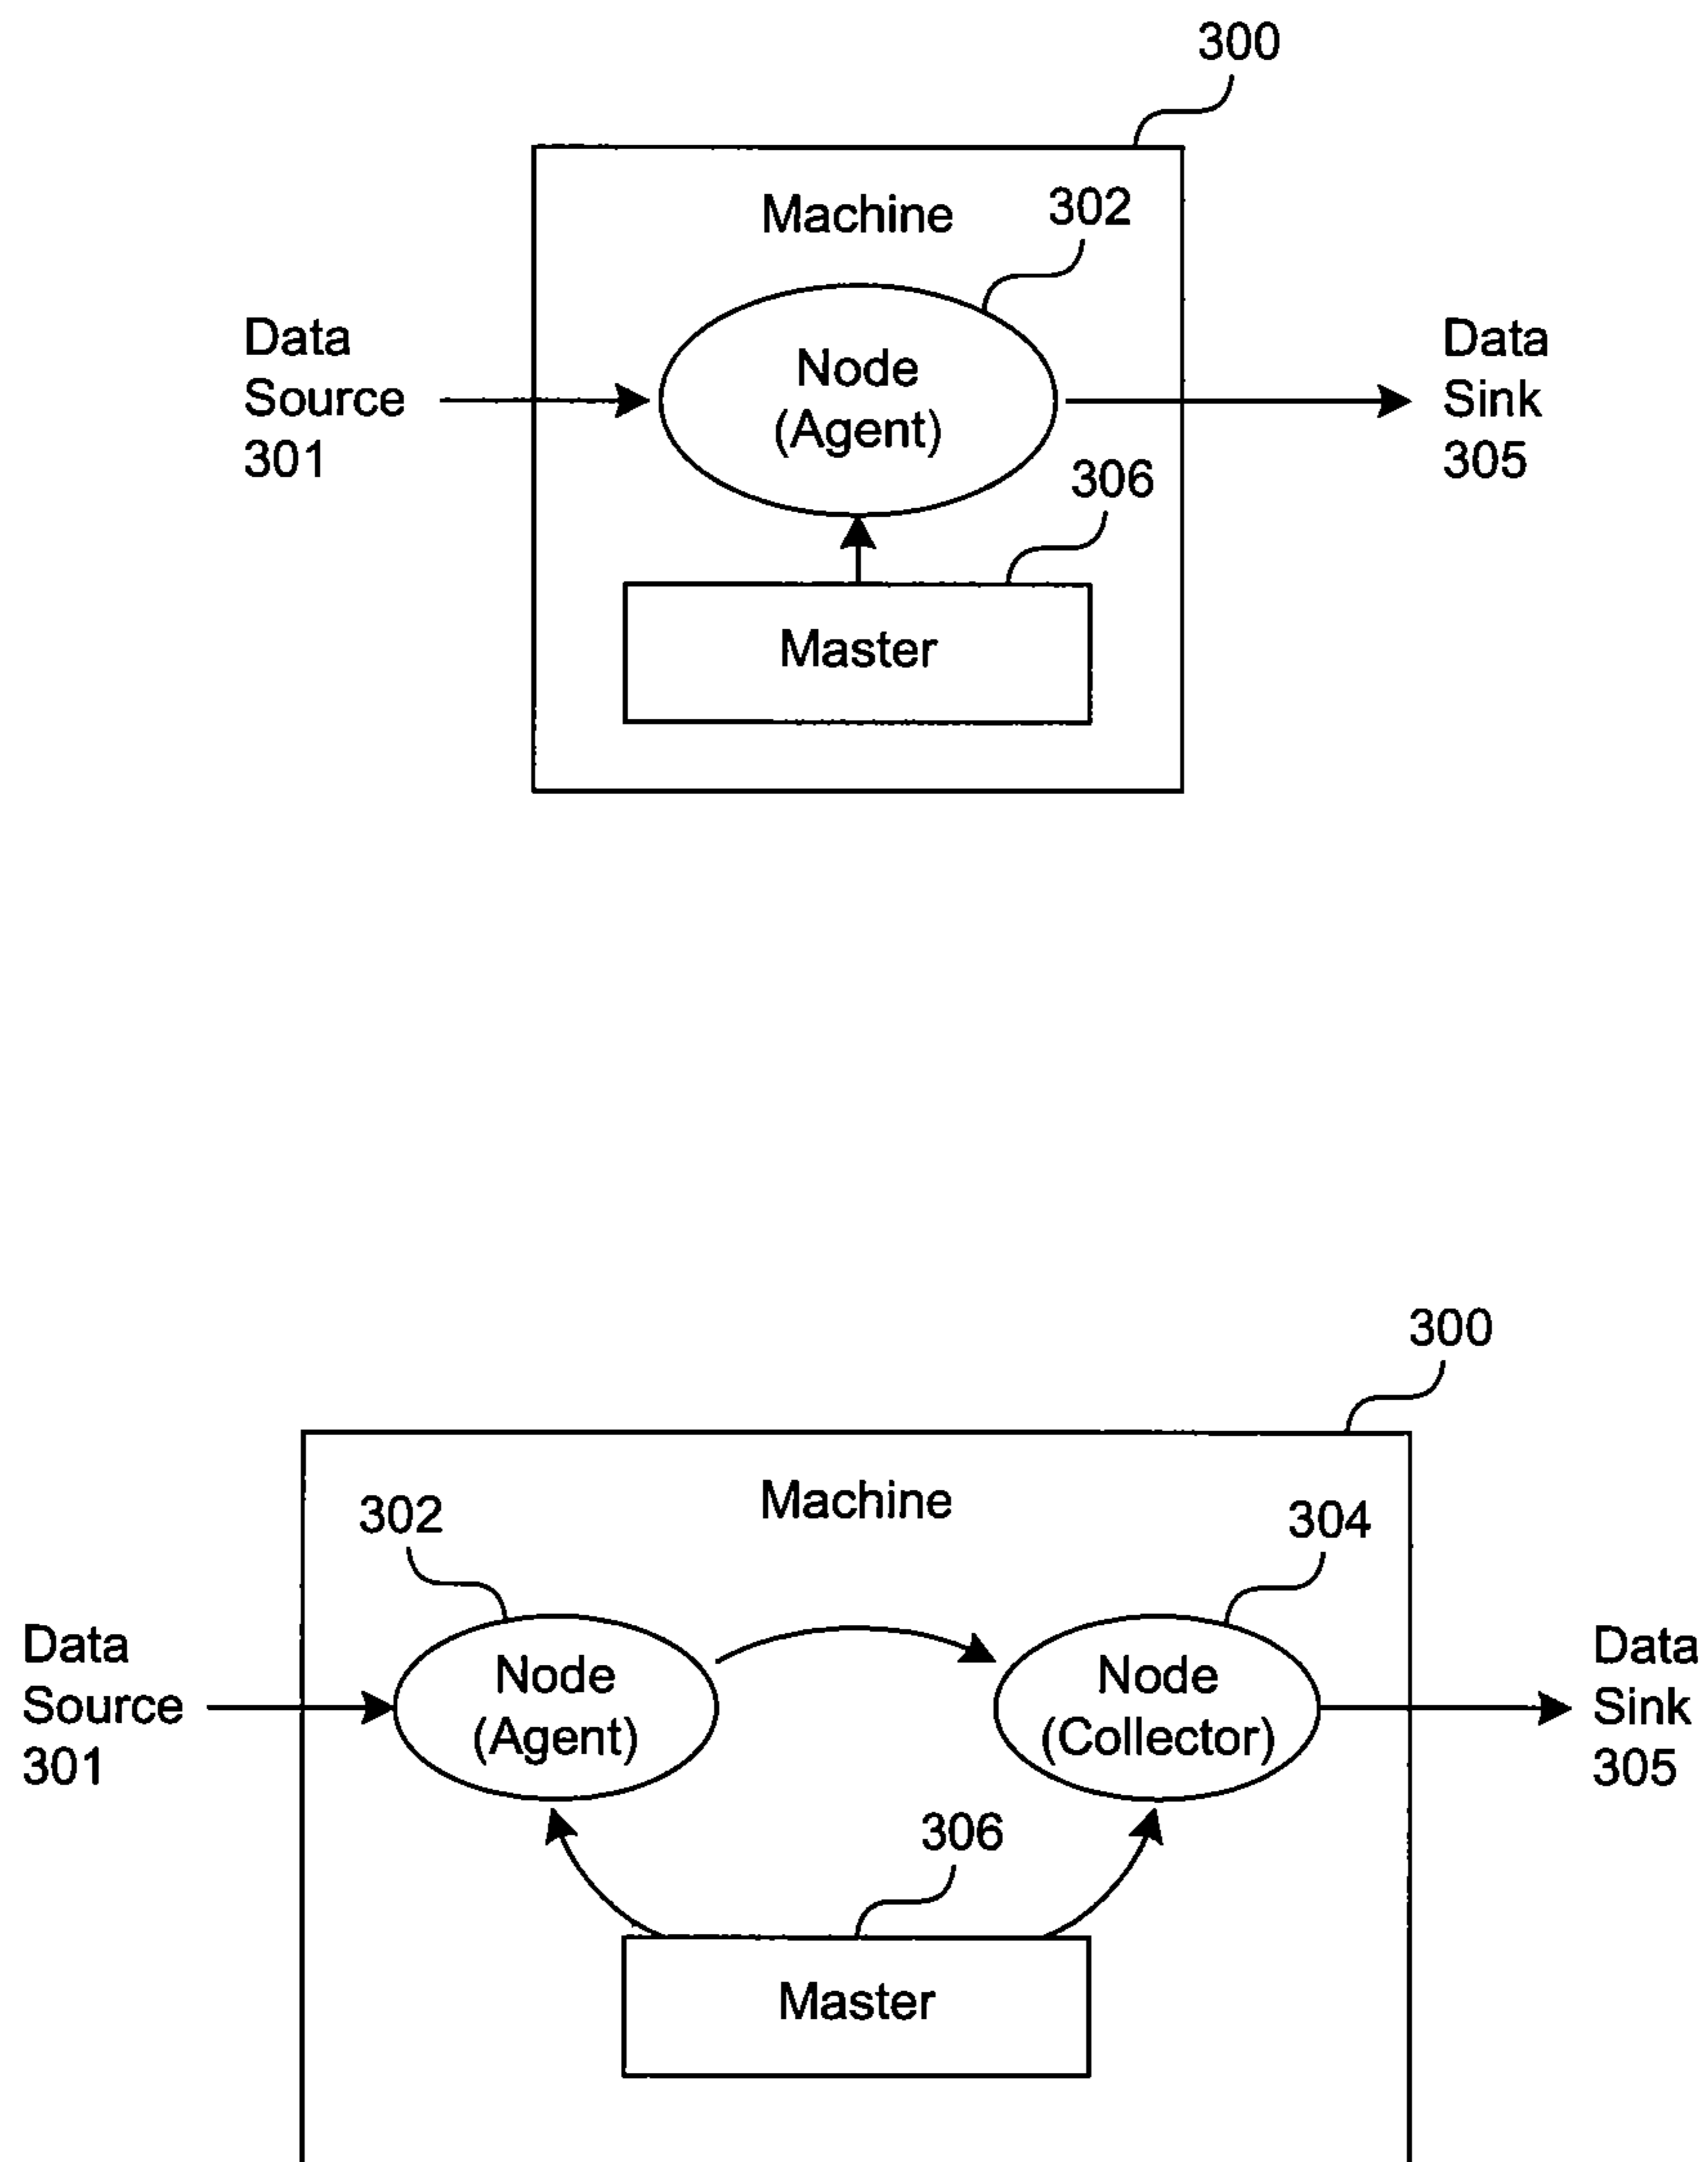 300
Machine
302
Data
Source
301
Node
(Agent)
Data
Sink
305
306
Master
300
Machine
302
304
Data
Source
301
Node
(Agent)
Node
(Collector)
Data
Sink
305
306
Master